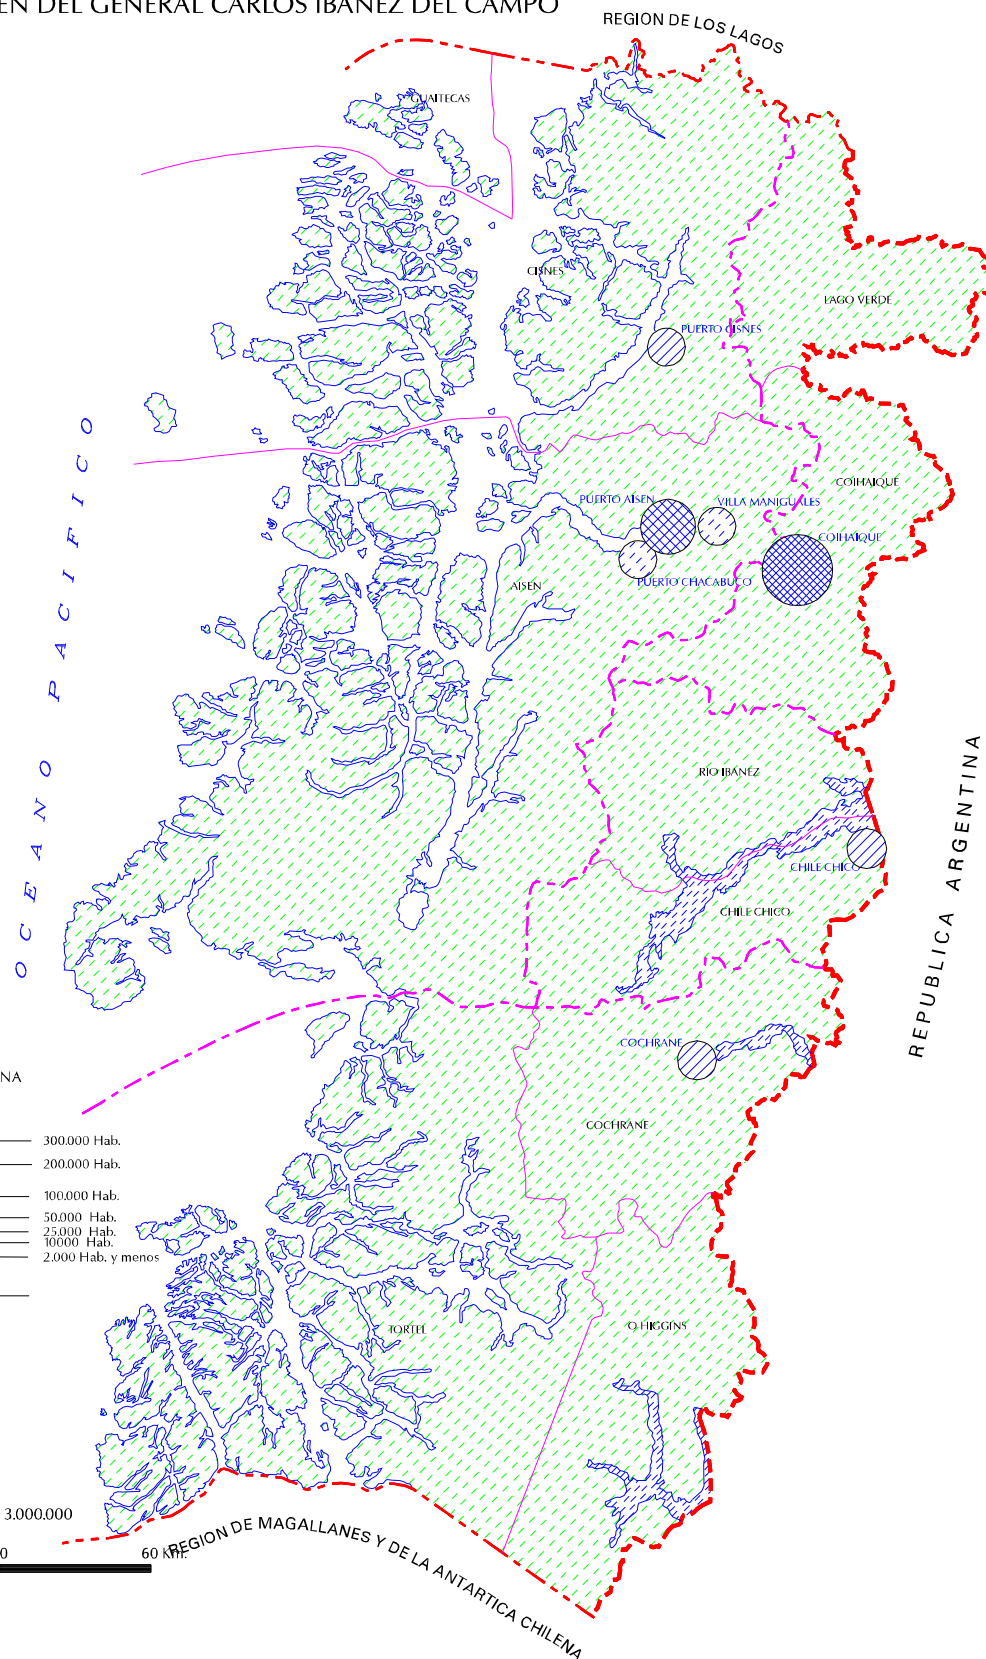 EN DEL GENERAL CARLOS IBAÑEZ DEL CAMPO
REGION DE LOS LAGOS
GUAITECAS
CISNES
LAGO VERDE
PUERTO CISNES
OCEANO PACIFICO
COIHAIQUE
PUERTO AISEN
VILLA MANIGUALES
COIHAIQUE
AISEN
PUERTO CHACABUCO
RIO IBAÑEZ
REPUBLICA ARGENTINA
CHILE CHICO
CHILE CHICO
COCHRANE
NA
COCHRANE
300.000 Hab.
200.000 Hab.
100.000 Hab.
50.000 Hab.
25.000 Hab.
10000 Hab.
2.000 Hab. y menos
TORTEL
O HIGGINS
3.000.000
0 60 Km.
REGION DE MAGALLANES Y DE LA ANTARTICA CHILENA